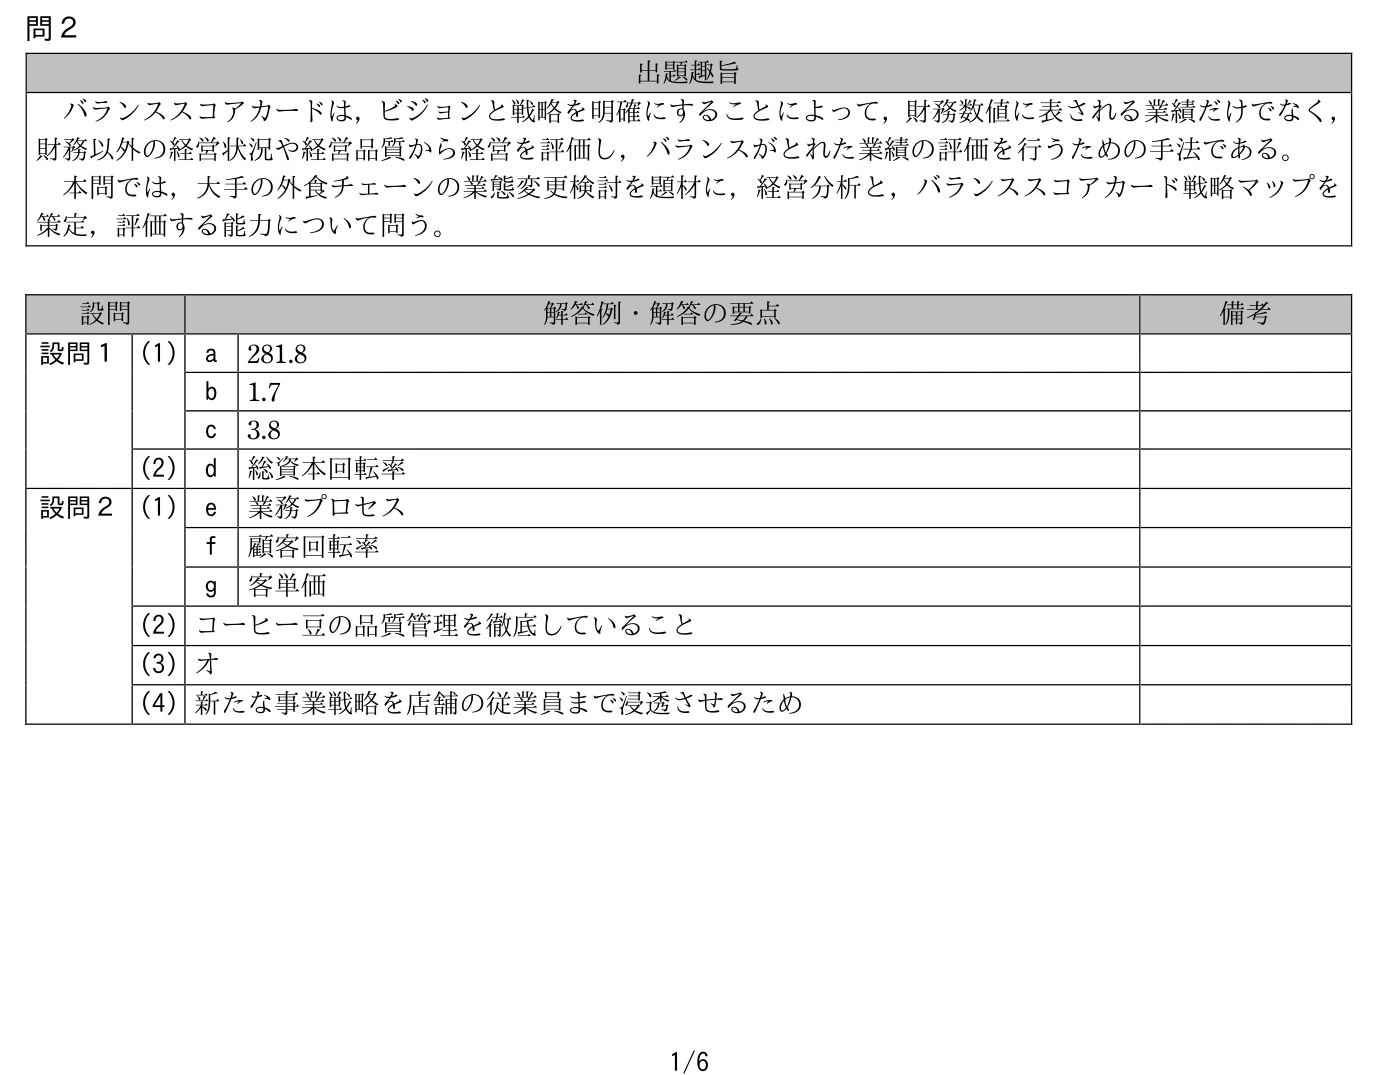 問2
出題趣旨
バランススコアカードは，ビジョンと戦略を明確にすることによって，財務数値に表される業績だけでなく，
財務以外の経営状況や経営品質から経営を評価し，バランスがとれた業績の評価を行うための手法である。
本問では，大手の外食チェーンの業態変更検討を題材に，経営分析と，バランススコアカード戦略マップを
策定，評価する能力について問う。
設問 解答例・解答の要点 備考
設問1 (1) a 281.8
b 1.7
c 3.8
(2) d 総資本回転率
設問2 (1) e 業務プロセス
f 顧客回転率
g 客単価
(2) コーヒー豆の品質管理を徹底していること
(3) オ
(4) 新たな事業戦略を店舗の従業員まで浸透させるため
1/6